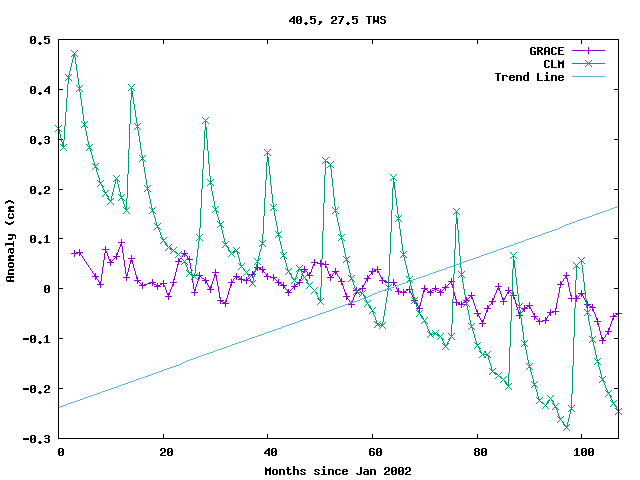 40.5, 27.5 TWS
GRACE
CLM
Trend Line
0.5
0.4
0.3
0.2
0.1
0
-0.1
-0.2
-0.3
Anomaly (cm)
0 20 40 60 80 100
Months since Jan 2002